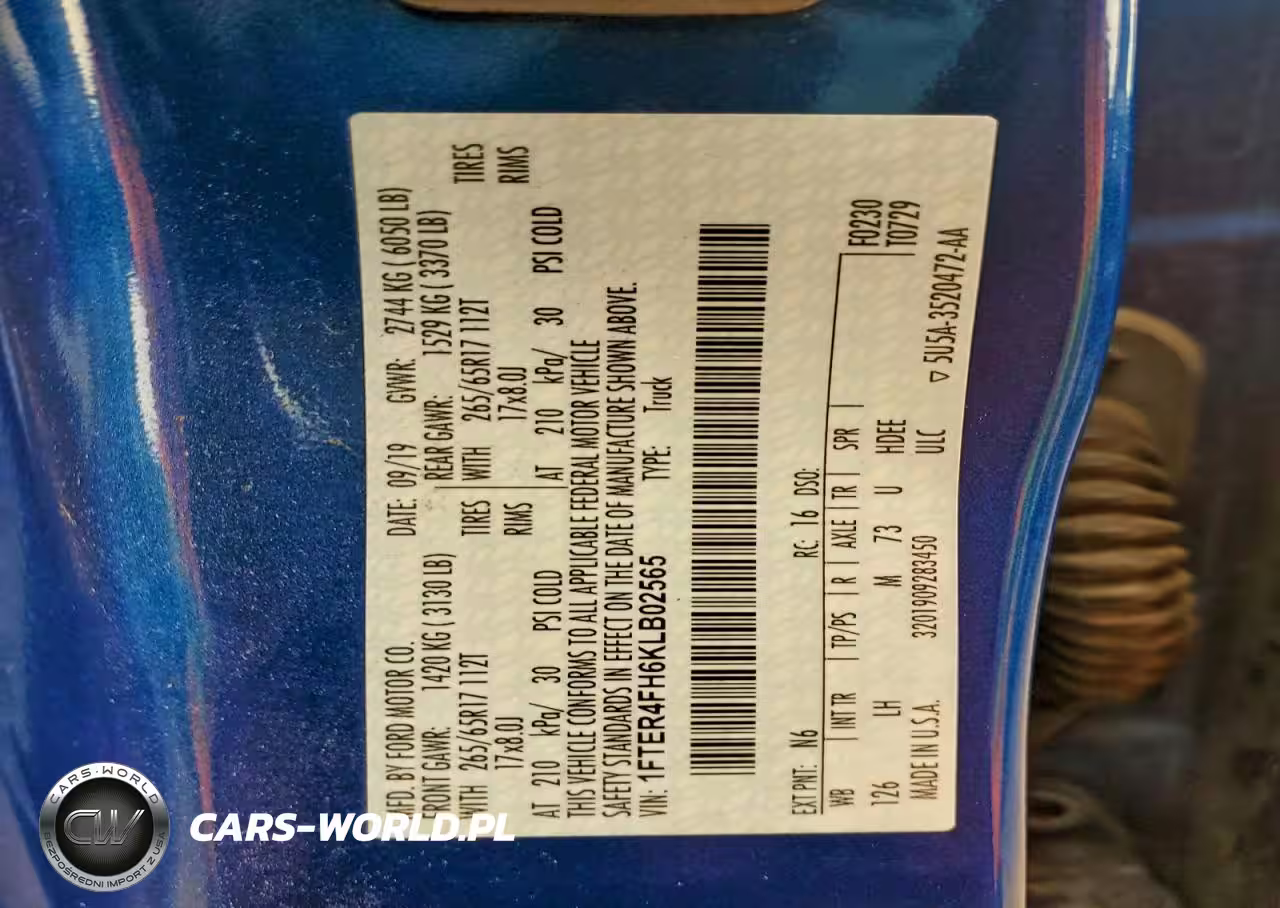 MFD. BY FORD MOTOR CO.
DATE: 09/19 GVWR: 2744 KG ( 6050 LB)
FRONT GAWR: 1420 KG ( 3130 LB) REAR GAWR: 1529 KG ( 3370 LB)
WITH 265/65R17 112T TIRES WITH 265/65R17 112T TIRES
17x8.0J RIMS 17x8.0J RIMS
AT 210 kPa/ 30 PSI COLD AT 210 kPa/ 30 PSI COLD
THIS VEHICLE CONFORMS TO ALL APPLICABLE FEDERAL MOTOR VEHICLE
SAFETY STANDARDS IN EFFECT ON THE DATE OF MANUFACTURE SHOWN ABOVE.
VIN: 1FTER4FH6KLB02565 TYPE: Truck
EXT PNT: N6 RC: 16 DSO:
WB INT TR TP/PS R AXLE TR SPR F0230
126 LH M 73 U HDEE T0729
MADE IN U.S.A. 3201909283450 ULC
▽ 5U5A-3520472-AA
CARS-WORLD
CW
BEZPOŚREDNI IMPORT Z USA
CARS-WORLD.PL